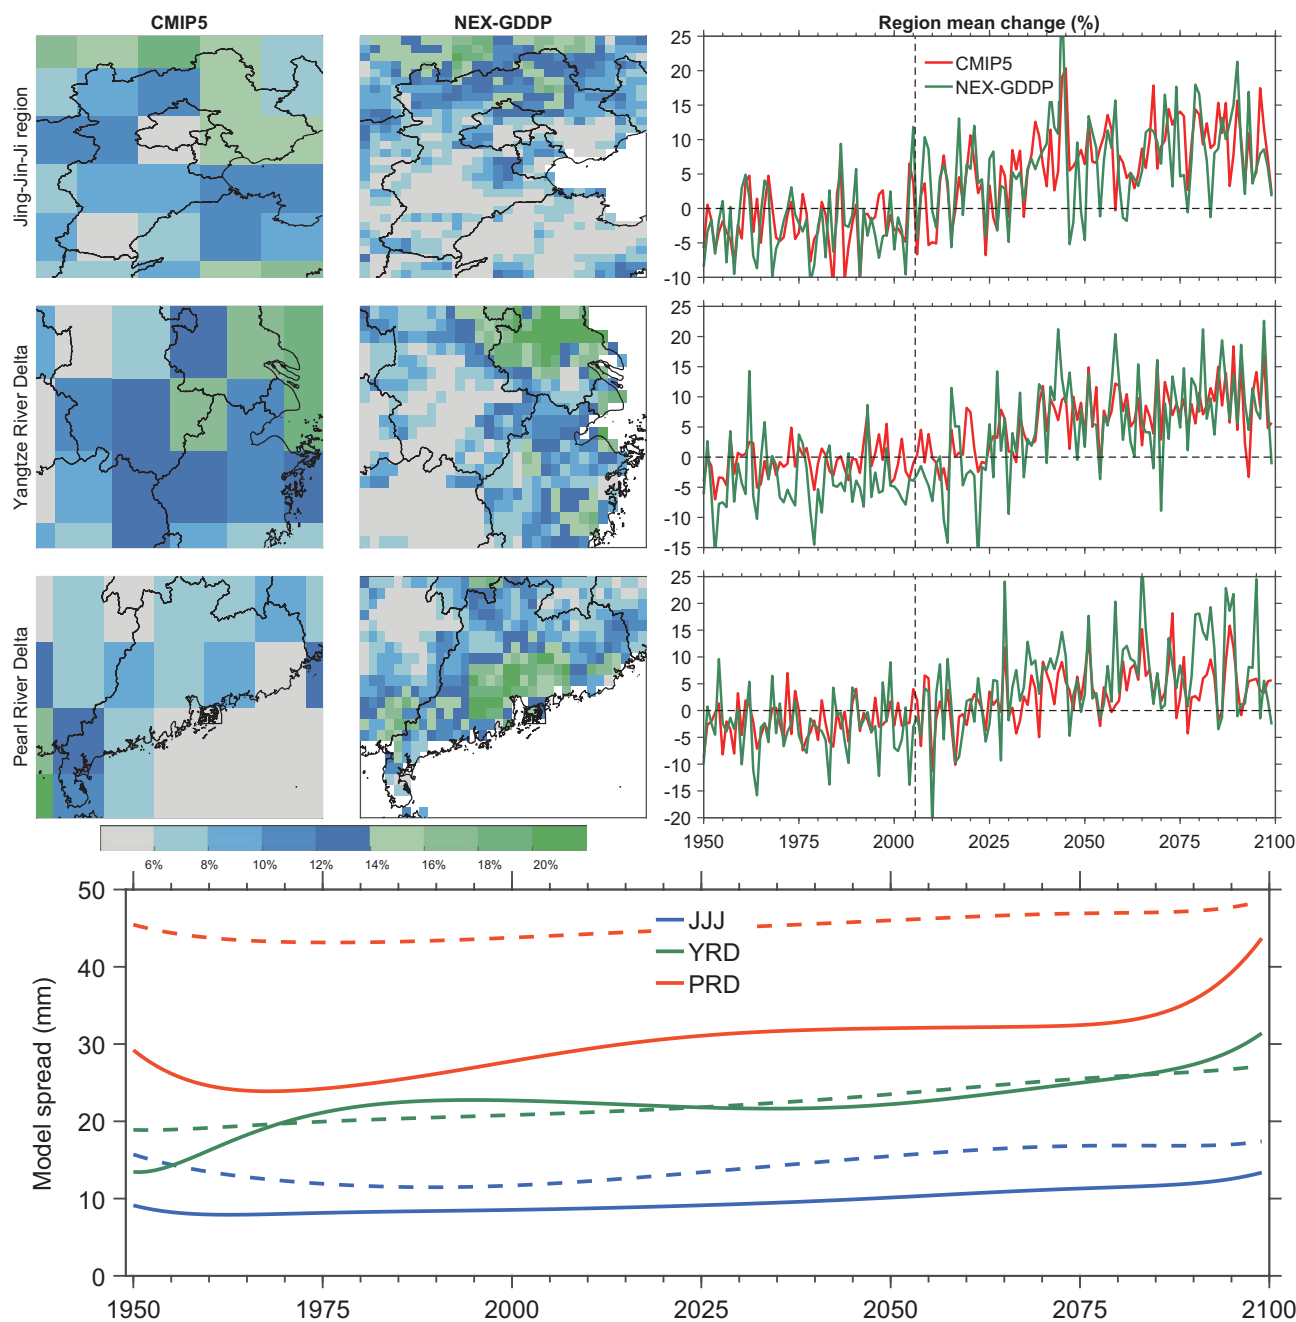 CMIP5 NEX-GDDP Region mean change (%)
Jing-Jin-Ji region
25
20
15
10
5
0
-5
-10
CMIP5
NEX-GDDP
Yangtze River Delta
25
20
15
10
5
0
-5
-10
-15
Pearl River Delta
25
20
15
10
5
0
-5
-10
-15
-20
1950 1975 2000 2025 2050 2075 2100
6% 8% 10% 12% 14% 16% 18% 20%
Model spread (mm)
50
40
30
20
10
0
JJJ
YRD
PRD
1950 1975 2000 2025 2050 2075 2100